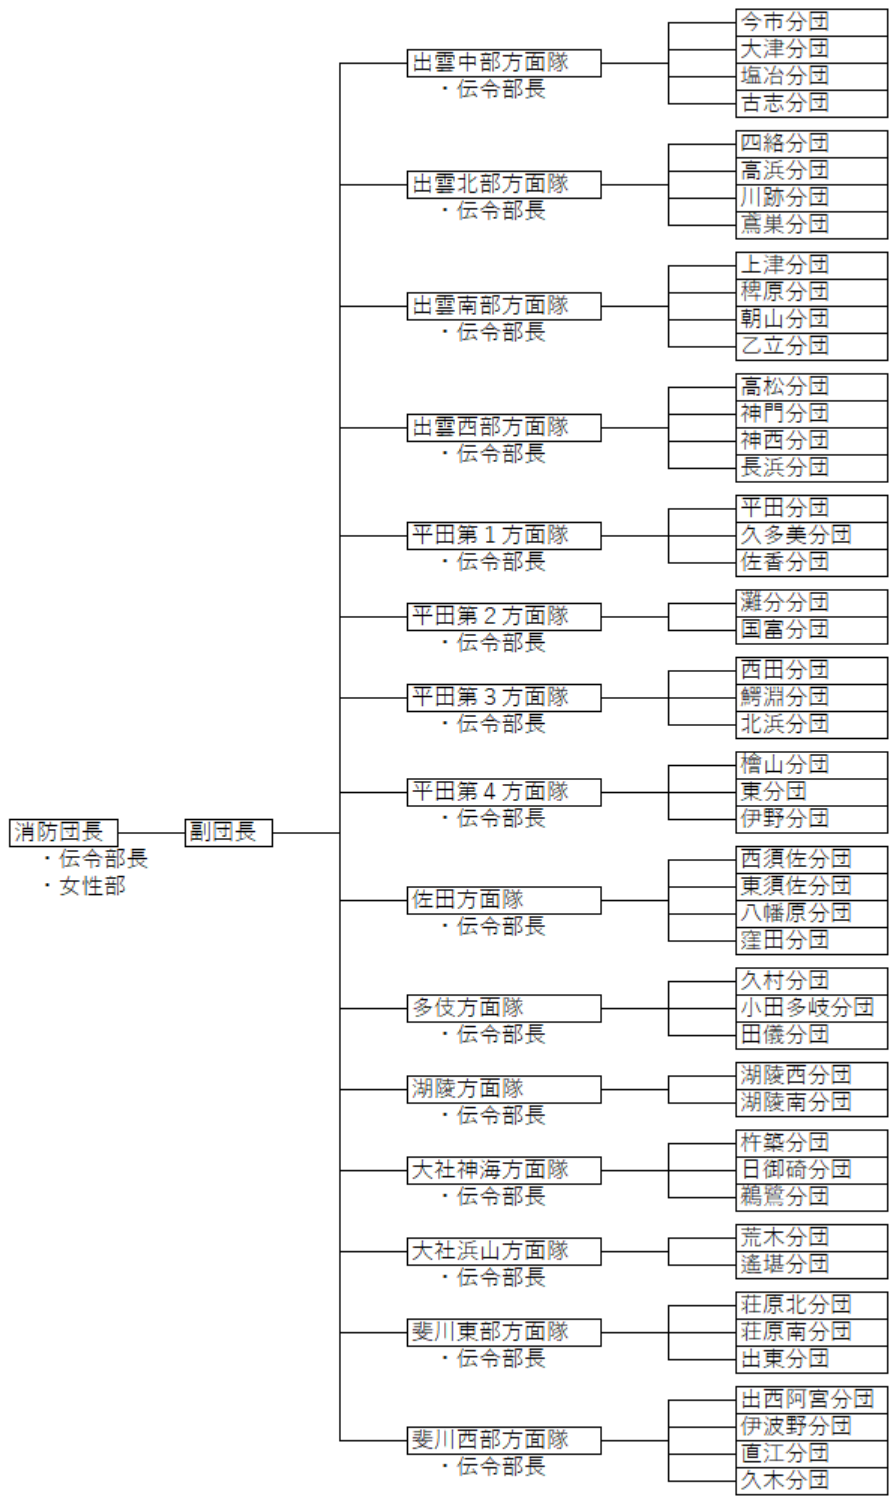 消防団長
・伝令部長
・女性部
副団長
出雲中部方面隊
・伝令部長
今市分団
大津分団
塩冶分団
古志分団
出雲北部方面隊
・伝令部長
四絡分団
高浜分団
川跡分団
鳶巣分団
出雲南部方面隊
・伝令部長
上津分団
稗原分団
朝山分団
乙立分団
出雲西部方面隊
・伝令部長
高松分団
神門分団
神西分団
長浜分団
平田第１方面隊
・伝令部長
平田分団
久多美分団
佐香分団
平田第２方面隊
・伝令部長
灘分分団
国富分団
平田第３方面隊
・伝令部長
西田分団
鰐淵分団
北浜分団
平田第４方面隊
・伝令部長
檜山分団
東分団
伊野分団
佐田方面隊
・伝令部長
西須佐分団
東須佐分団
八幡原分団
窪田分団
多伎方面隊
・伝令部長
久村分団
小田多岐分団
田儀分団
湖陵方面隊
・伝令部長
湖陵西分団
湖陵南分団
大社神海方面隊
・伝令部長
杵築分団
日御碕分団
鵜鷺分団
大社浜山方面隊
・伝令部長
荒木分団
遙堪分団
斐川東部方面隊
・伝令部長
荘原北分団
荘原南分団
出東分団
斐川西部方面隊
・伝令部長
出西阿宮分団
伊波野分団
直江分団
久木分団